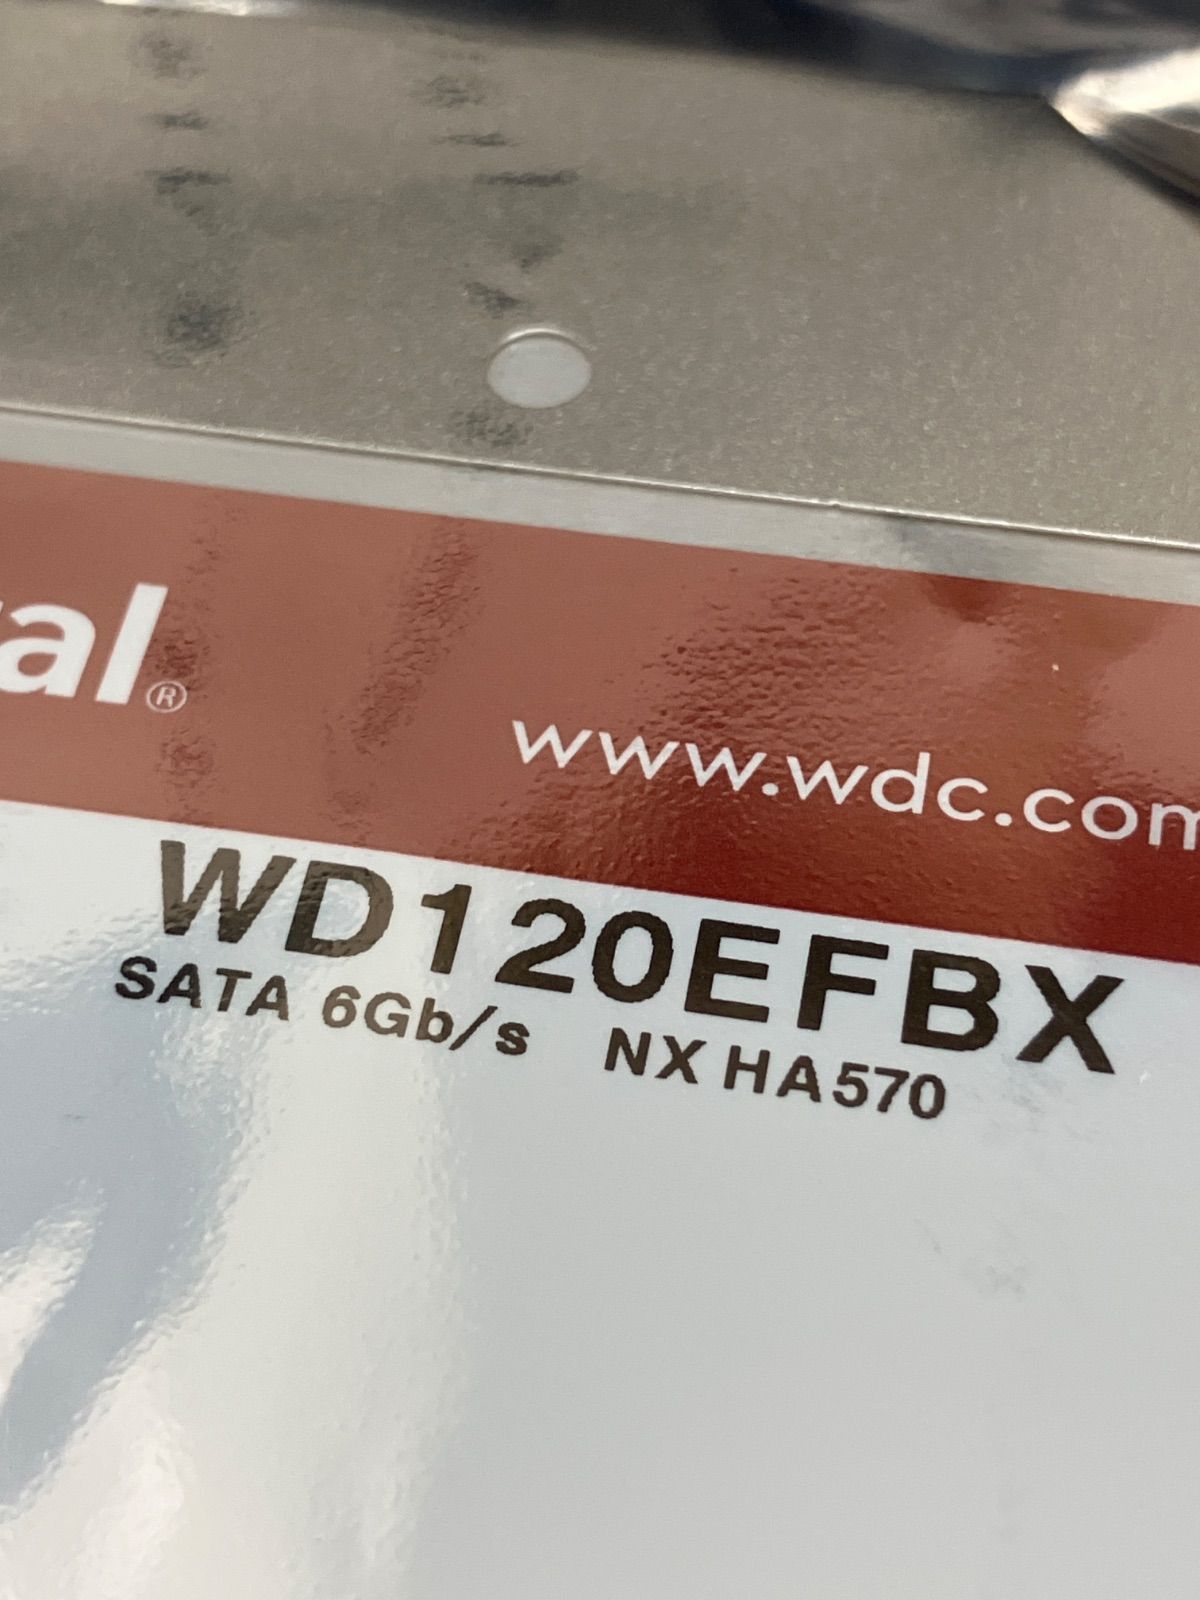 al®
www.wdc.com
WD120EFBX
SATA 6Gb/s NX HA570